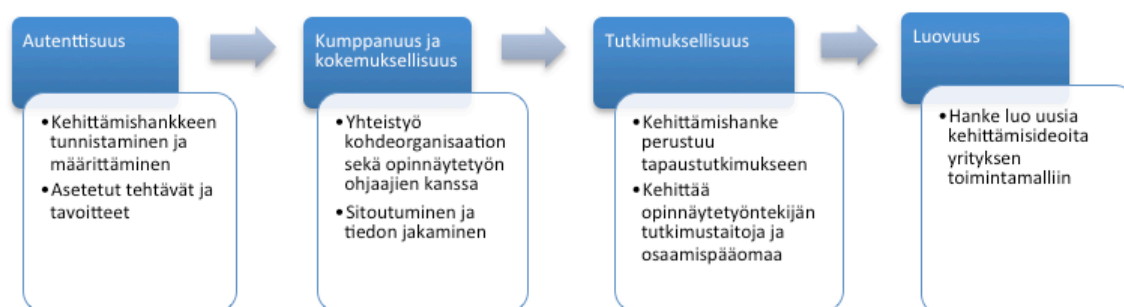 Autenttisuus
•Kehittämishankkeen
tunnistaminen ja
määrittäminen
•Asetetut tehtävät ja
tavoitteet
Kumppanuus ja
kokemuksellisuus
•Yhteistyö
kohdeorganisaation
sekä opinnäytetyön
ohjaajien kanssa
•Sitoutuminen ja
tiedon jakaminen
Tutkimuksellisuus
•Kehittämishanke
perustuu
tapaustutkimukseen
•Kehittää
opinnäytetyöntekijän
tutkimustaitoja ja
osaamispääomaa
Luovuus
•Hanke luo uusia
kehittämisideoita
yrityksen
toimintamalliin